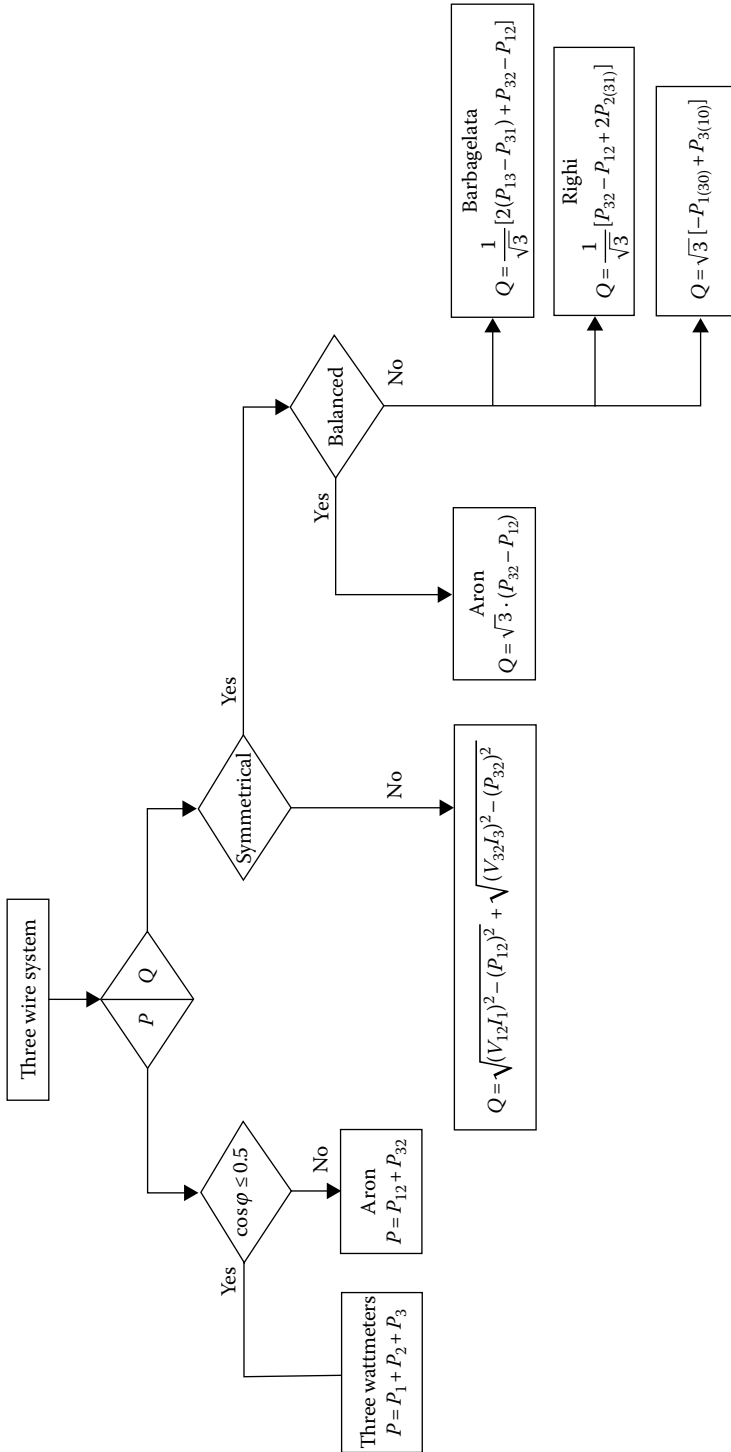 Three wire system
P
Q
cosφ ≤ 0.5
Yes
No
Three wattmeters
P = P₁ + P₂ + P₃
Aron
P = P₁₂ + P₃₂
Symmetrical
Yes
No
Q = √((V₁₂I₁)² − (P₁₂)²) + √((V₃₂I₃)² − (P₃₂)²)
Balanced
Yes
No
Aron
Q = √3 · (P₃₂ − P₁₂)
Barbagelata
Q = 1/√3 [2(P₁₃ − P₃₁) + P₃₂ − P₁₂]
Righi
Q = 1/√3 [P₃₂ − P₁₂ + 2P₂₍₃₁₎]
Q = √3 [−P₁₍₃₀₎ + P₃₍₁₀₎]